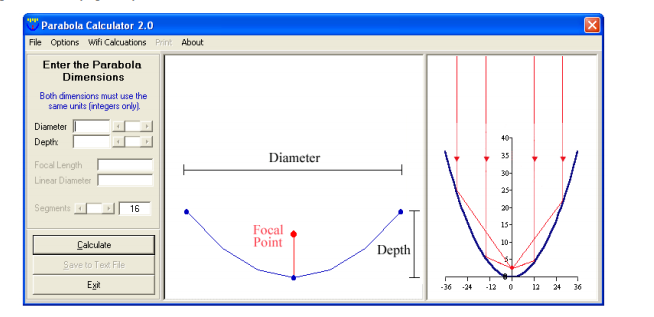 Parabola Calculator 2.0
File Options Wifi Calcuations Print About
Enter the Parabola
Dimensions
Both dimensions must use the
same units (integers only).
Diameter
Depth:
Focal Length
Linear Diameter
Segments 16
Calculate
Save to Text File
Exit
Diameter
Focal
Point
Depth
40
35
30
25
20
15
10
5
0
-36 -24 -12 0 12 24 36